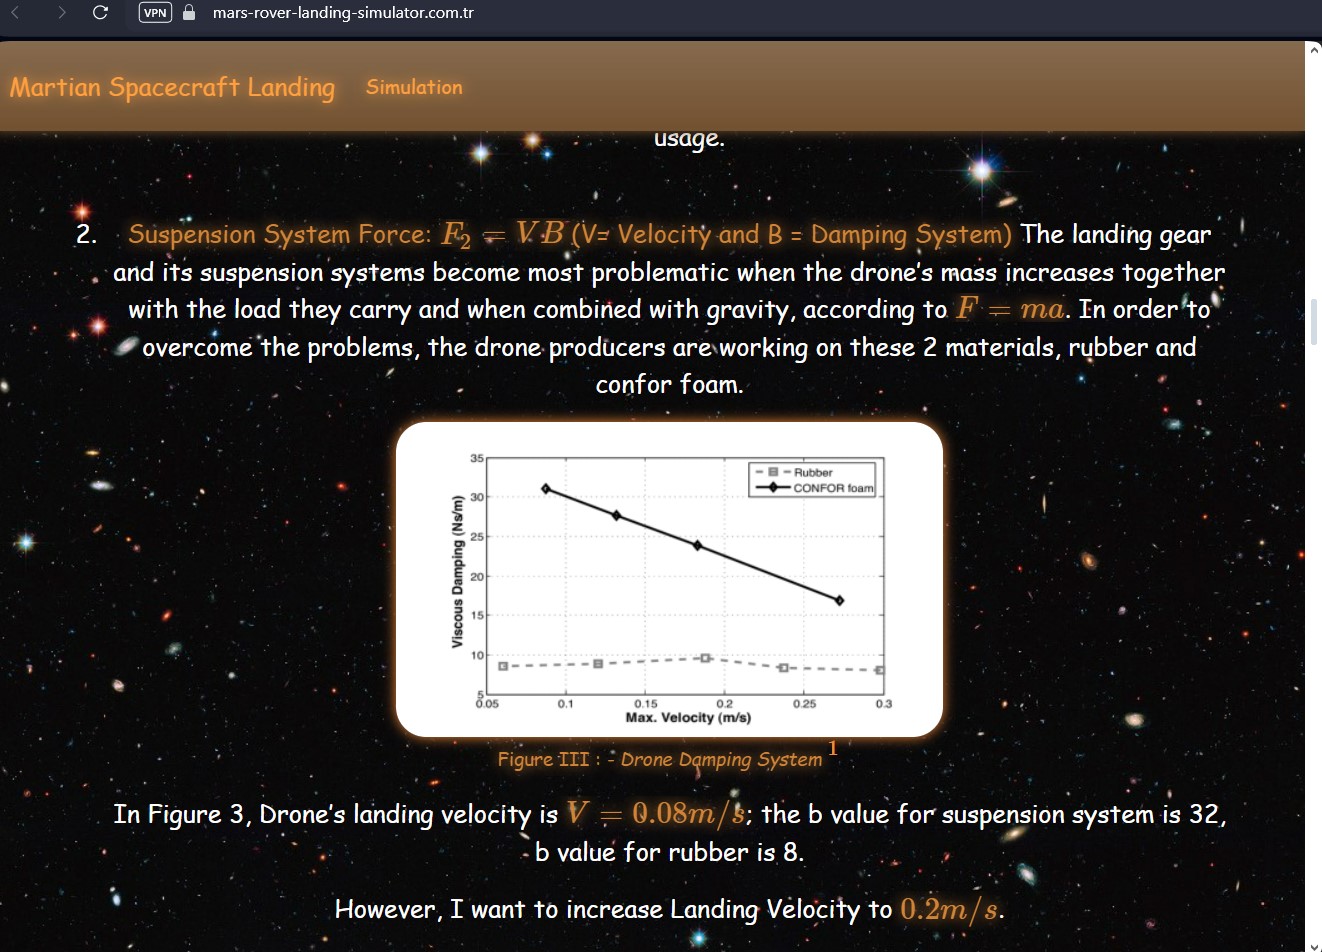 VPN mars-rover-landing-simulator.com.tr
Martian Spacecraft Landing Simulation
usage.
2. Suspension System Force: F₂ = V.B (V= Velocity and B = Damping System) The landing gear
and its suspension systems become most problematic when the drone's mass increases together
with the load they carry and when combined with gravity, according to F = ma. In order to
overcome the problems, the drone producers are working on these 2 materials, rubber and
confor foam.
Rubber
CONFOR foam
Viscous Damping (Ns/m)
35
30
25
20
15
10
5
0.05 0.1 0.15 0.2 0.25 0.3
Max. Velocity (m/s)
Figure III : - Drone Damping System 1
In Figure 3, Drone's landing velocity is V = 0.08m/s; the b value for suspension system is 32,
b value for rubber is 8.
However, I want to increase Landing Velocity to 0.2m/s.